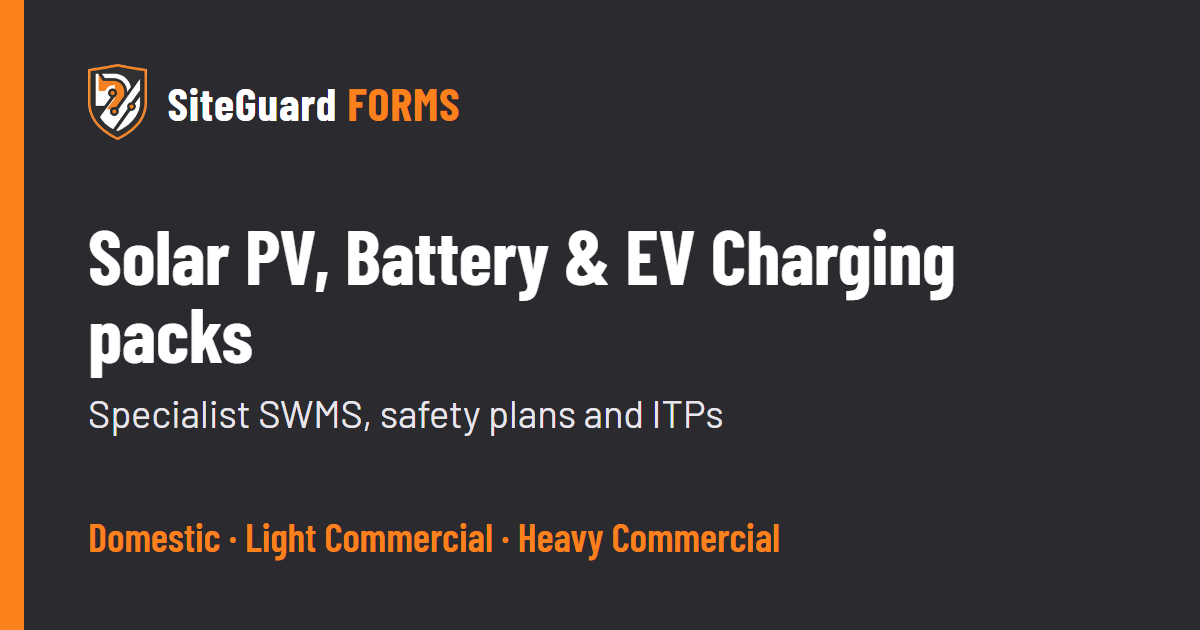 SiteGuard FORMS
Solar PV, Battery & EV Charging
packs
Specialist SWMS, safety plans and ITPs
Domestic · Light Commercial · Heavy Commercial